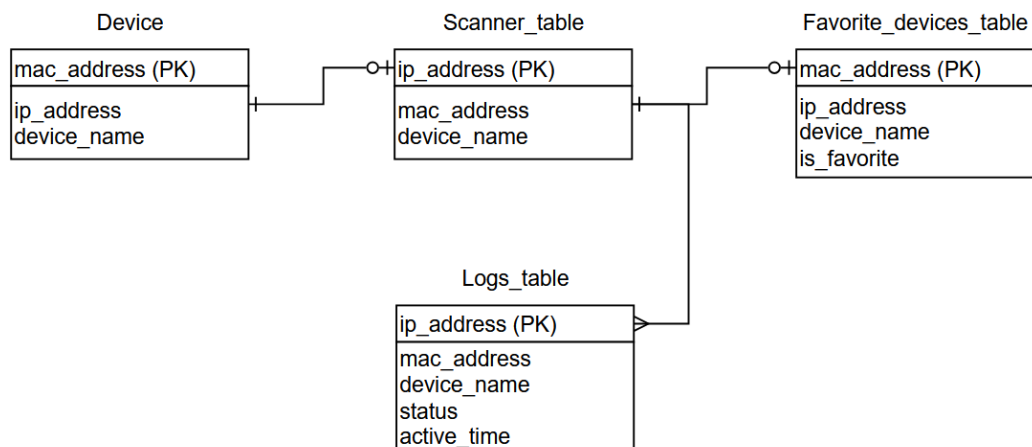 Device
mac_address (PK)
ip_address
device_name
Scanner_table
ip_address (PK)
mac_address
device_name
Favorite_devices_table
mac_address (PK)
ip_address
device_name
is_favorite
Logs_table
ip_address (PK)
mac_address
device_name
status
active_time